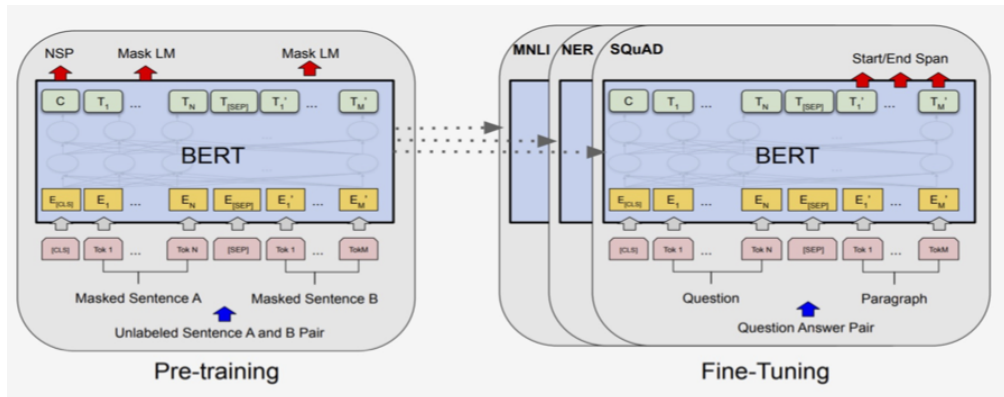 NSP Mask LM Mask LM
C T1 ... TN T[SEP] T1' ... TM'
BERT
E[CLS] E1 ... EN E[SEP] E1' ... EM'
[CLS] Tok 1 ... Tok N [SEP] Tok 1 ... TokM
Masked Sentence A Masked Sentence B
Unlabeled Sentence A and B Pair
Pre-training
MNLI NER SQuAD
Start/End Span
C T1 ... TN T[SEP] T1' ... TM'
BERT
E[CLS] E1 ... EN E[SEP] E1' ... EM'
[CLS] Tok 1 ... Tok N [SEP] Tok 1 ... TokM
Question Paragraph
Question Answer Pair
Fine-Tuning